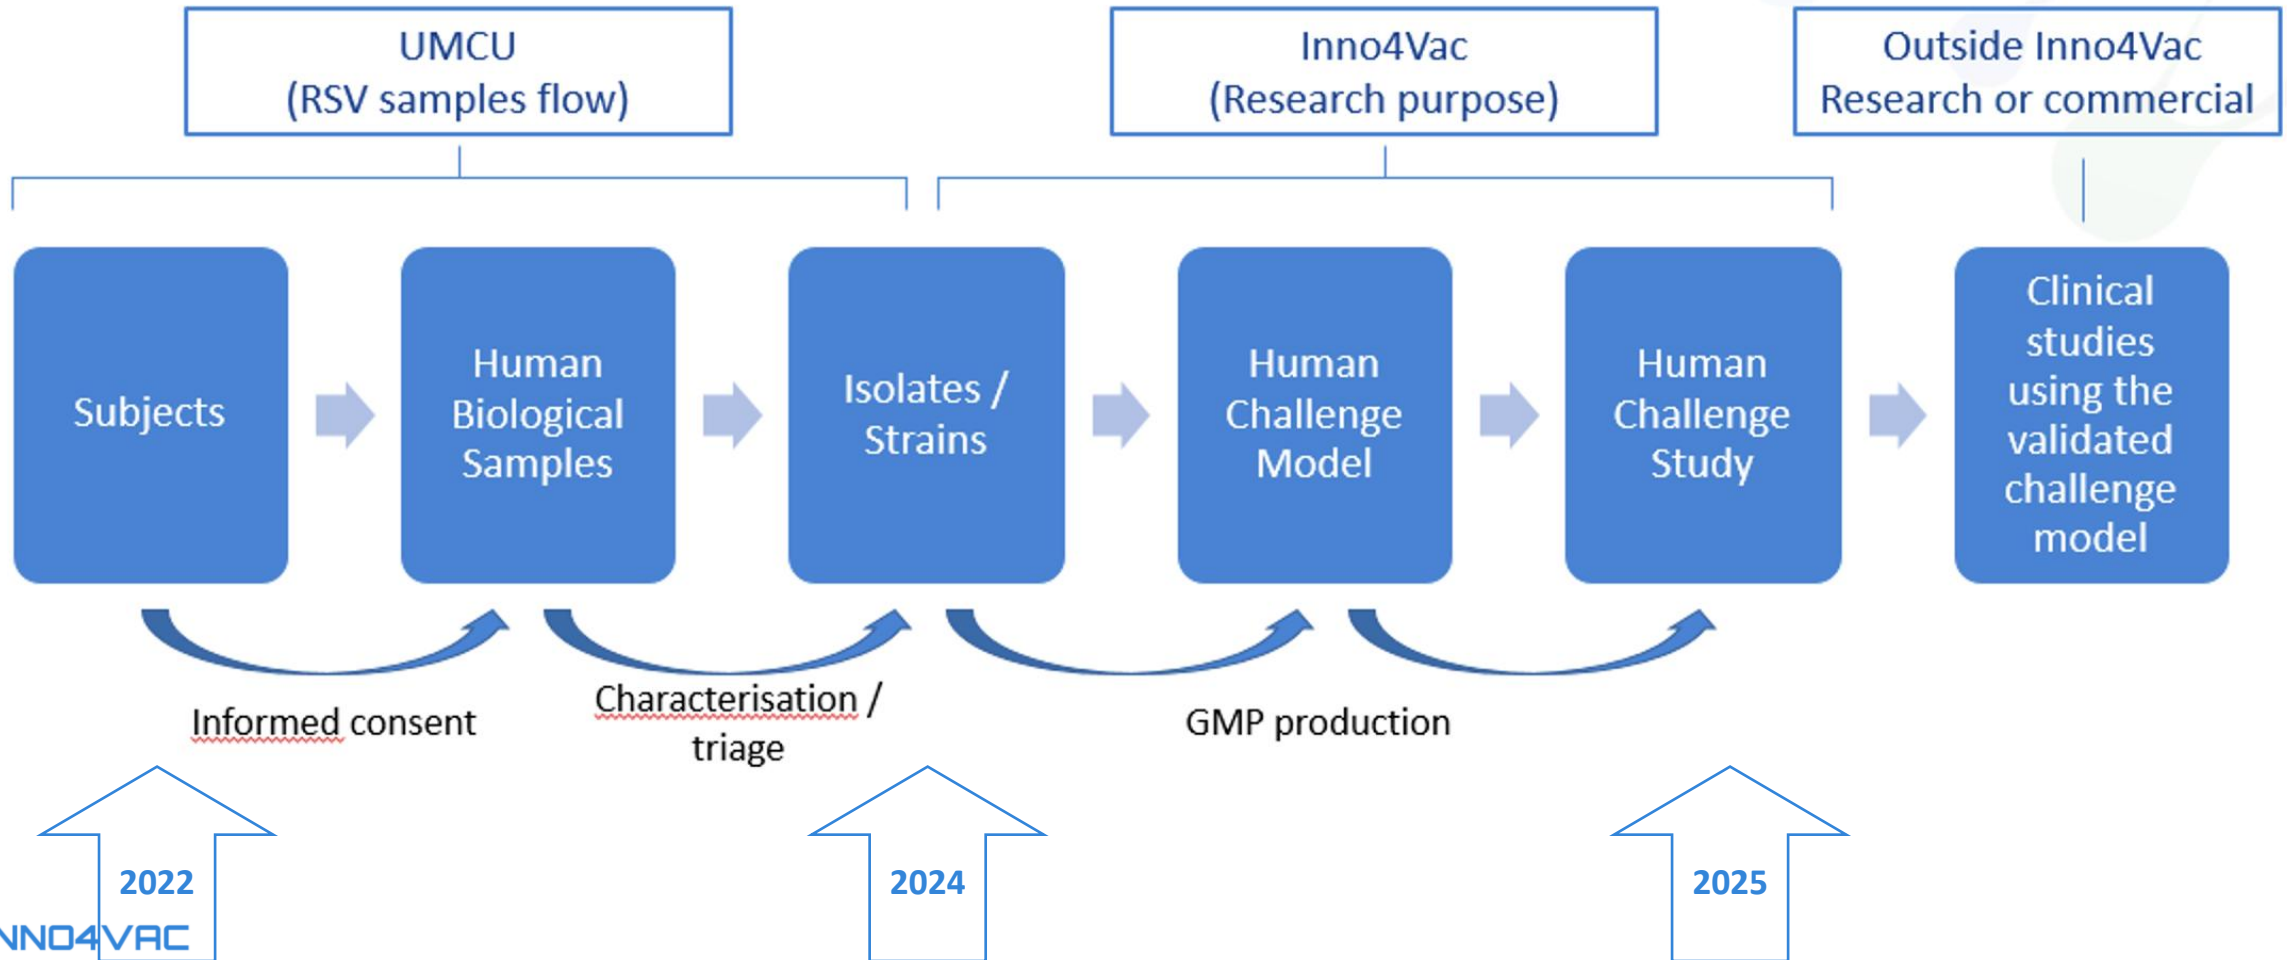 UMCU
(RSV samples flow)
Inno4Vac
(Research purpose)
Outside Inno4Vac
Research or commercial
Subjects
Human
Biological
Samples
Isolates /
Strains
Human
Challenge
Model
Human
Challenge
Study
Clinical
studies
using the
validated
challenge
model
Informed consent
Characterisation /
triage
GMP production
2022
2024
2025
NNO4VAC